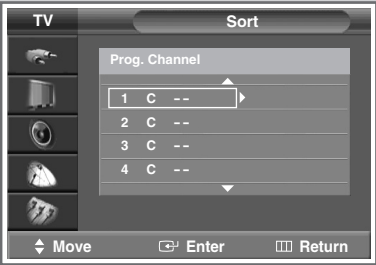 TV Sort
Prog. Channel
1 C --
2 C --
3 C --
4 C --
Move Enter Return